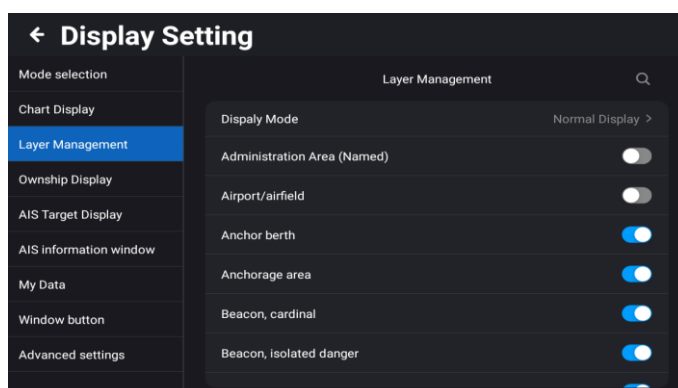 Display Setting
Mode selection
Chart Display
Layer Management
Ownship Display
AIS Target Display
AIS information window
My Data
Window button
Advanced settings
Layer Management
Dispaly Mode
Normal Display >
Administration Area (Named)
Airport/airfield
Anchor berth
Anchorage area
Beacon, cardinal
Beacon, isolated danger